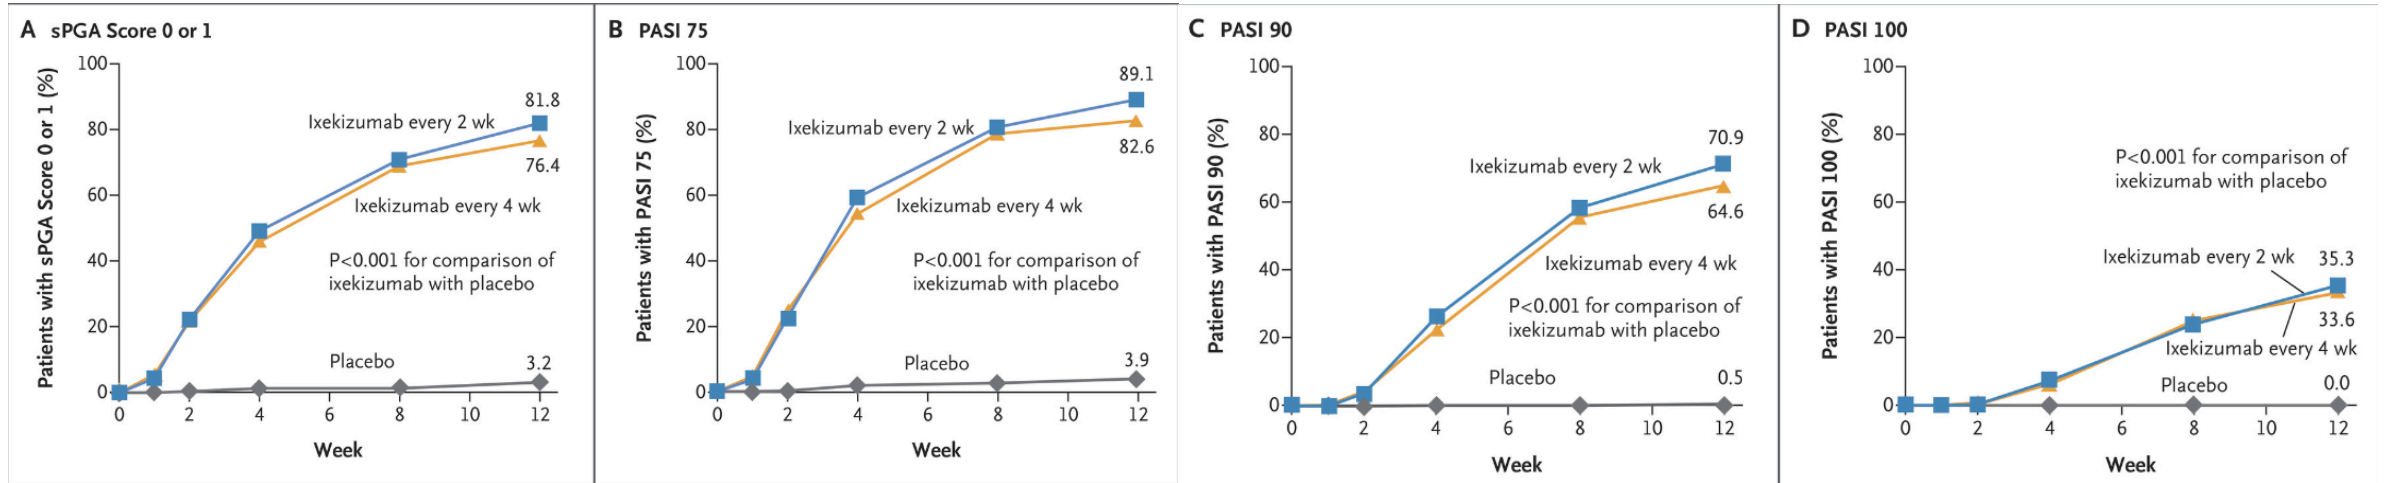 A sPGA Score 0 or 1
Patients with sPGA Score 0 or 1 (%)
100
80
60
40
20
0
81.8
Ixekizumab every 2 wk
76.4
Ixekizumab every 4 wk
P<0.001 for comparison of
ixekizumab with placebo
Placebo
3.2
0 2 4 6 8 10 12
Week
B PASI 75
Patients with PASI 75 (%)
100
80
60
40
20
0
89.1
Ixekizumab every 2 wk
82.6
Ixekizumab every 4 wk
P<0.001 for comparison of
ixekizumab with placebo
Placebo
3.9
0 2 4 6 8 10 12
Week
C PASI 90
Patients with PASI 90 (%)
100
80
60
40
20
0
70.9
Ixekizumab every 2 wk
64.6
Ixekizumab every 4 wk
P<0.001 for comparison of
ixekizumab with placebo
Placebo
0.5
0 2 4 6 8 10 12
Week
D PASI 100
Patients with PASI 100 (%)
100
80
60
40
20
0
P<0.001 for comparison of
ixekizumab with placebo
Ixekizumab every 2 wk
35.3
33.6
Ixekizumab every 4 wk
Placebo
0.0
0 2 4 6 8 10 12
Week